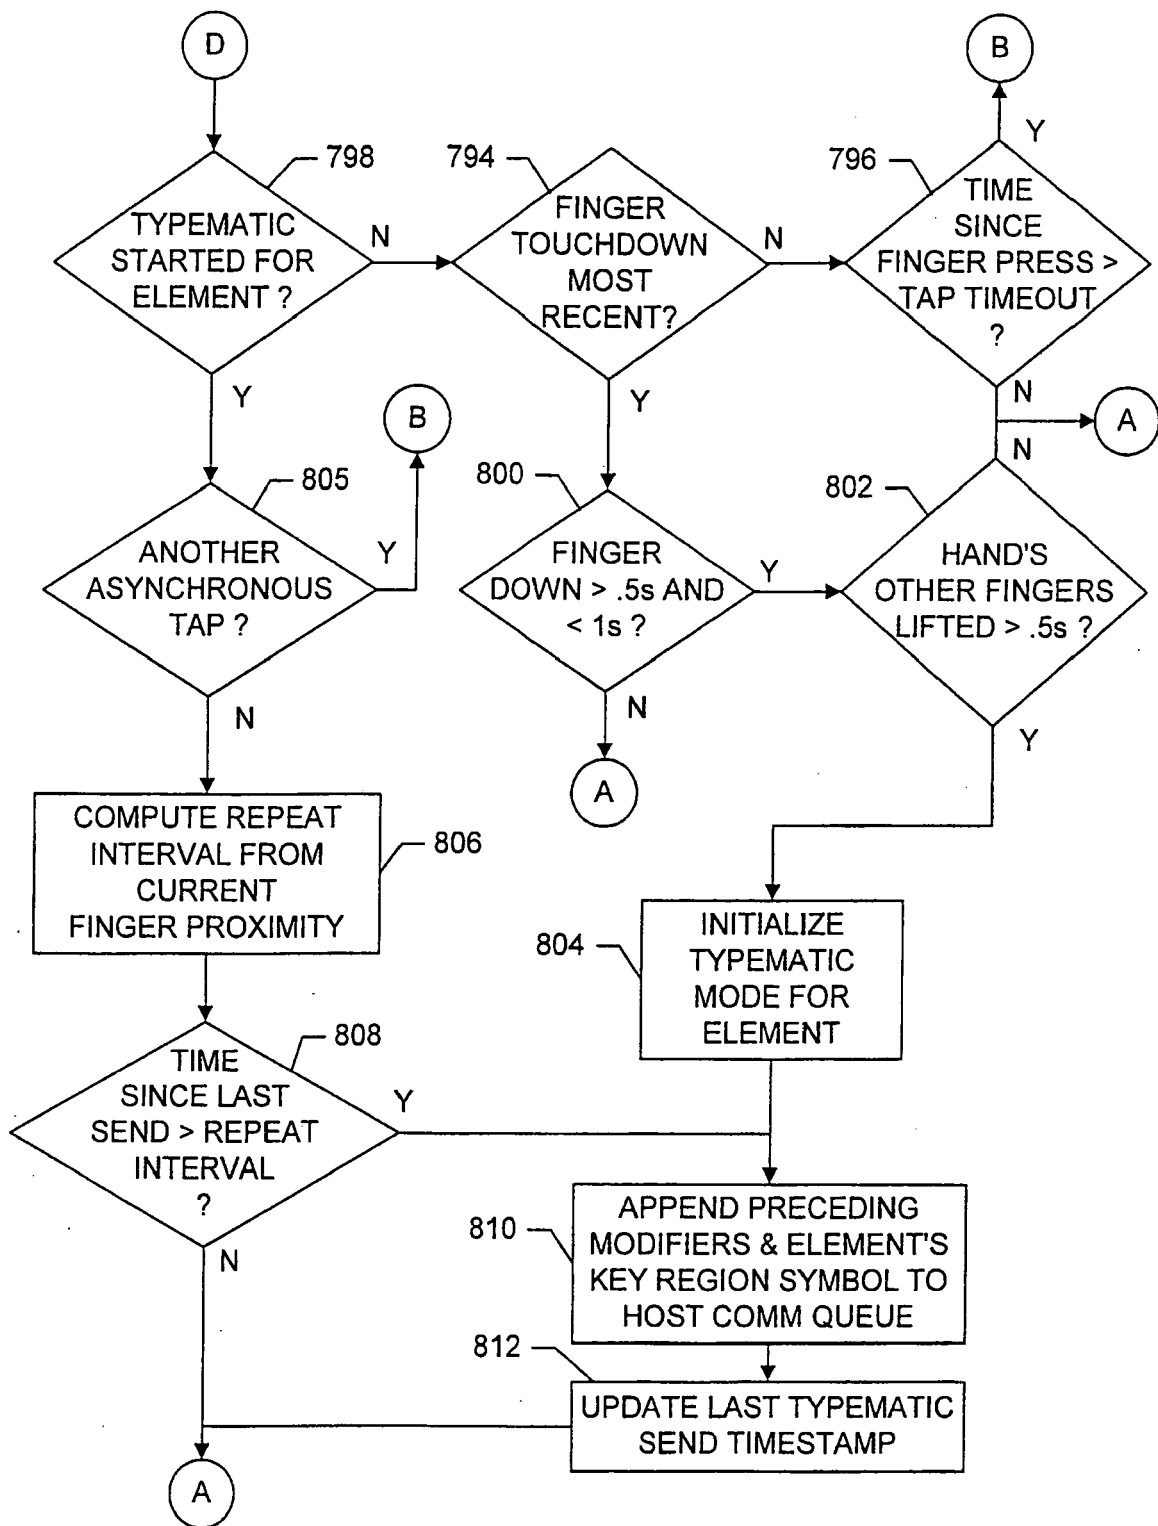 D
B
798
794
796
TYPEMATIC
STARTED FOR
ELEMENT ?
N
FINGER
TOUCHDOWN
MOST
RECENT?
N
Y
TIME
SINCE
FINGER PRESS >
TAP TIMEOUT
?
Y
B
Y
N
A
N
805
800
802
ANOTHER
ASYNCHRONOUS
TAP ?
Y
FINGER
DOWN > .5s AND
< 1s ?
Y
HAND'S
OTHER FINGERS
LIFTED > .5s ?
N
N
Y
A
COMPUTE REPEAT
INTERVAL FROM
CURRENT
FINGER PROXIMITY
806
804
INITIALIZE
TYPEMATIC
MODE FOR
ELEMENT
808
TIME
SINCE LAST
SEND > REPEAT
INTERVAL
?
Y
N
810
APPEND PRECEDING
MODIFIERS & ELEMENT'S
KEY REGION SYMBOL TO
HOST COMM QUEUE
812
UPDATE LAST TYPEMATIC
SEND TIMESTAMP
A